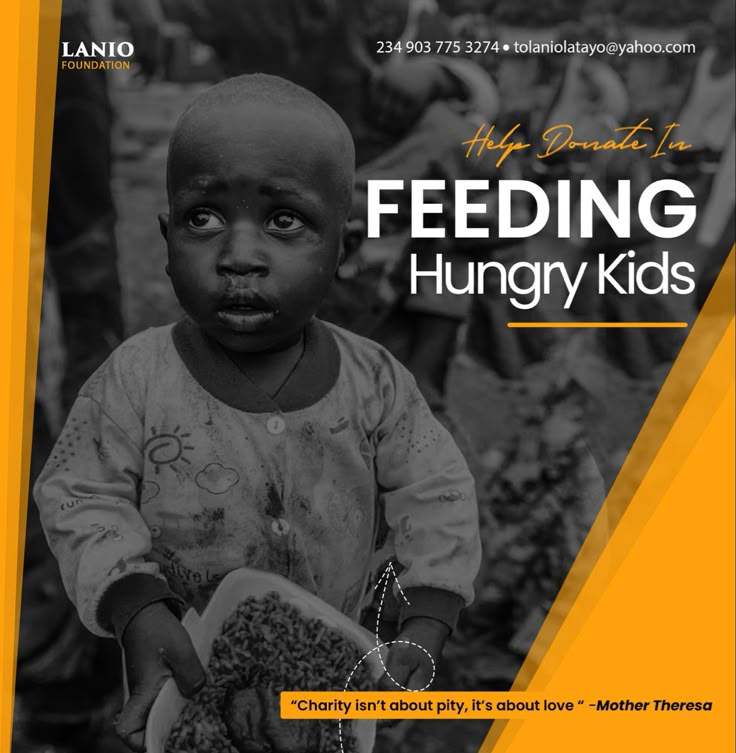 LANIO
FOUNDATION
234 903 775 3274 • tolaniolatayo@yahoo.com
Help Donate In
FEEDING
Hungry Kids
“Charity isn’t about pity, it’s about love “ -Mother Theresa